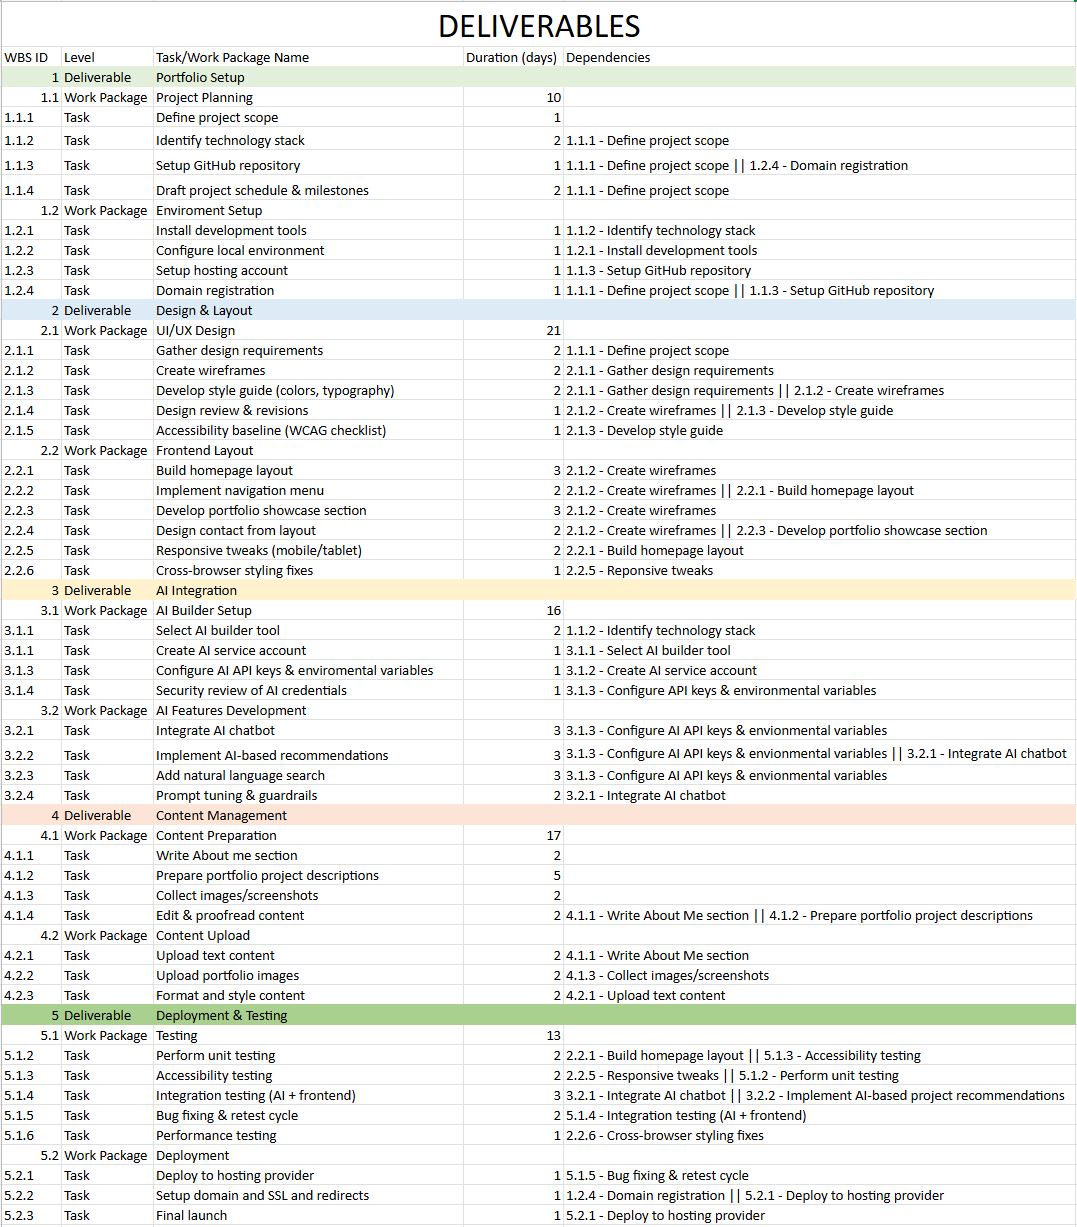 DELIVERABLES
WBS ID Level Task/Work Package Name Duration (days) Dependencies
1 Deliverable Portfolio Setup
1.1 Work Package Project Planning 10
1.1.1 Task Define project scope 1
1.1.2 Task Identify technology stack 2 1.1.1 - Define project scope
1.1.3 Task Setup GitHub repository 1 1.1.1 - Define project scope || 1.2.4 - Domain registration
1.1.4 Task Draft project schedule & milestones 2 1.1.1 - Define project scope
1.2 Work Package Enviroment Setup
1.2.1 Task Install development tools 1 1.1.2 - Identify technology stack
1.2.2 Task Configure local environment 1 1.2.1 - Install development tools
1.2.3 Task Setup hosting account 1 1.1.3 - Setup GitHub repository
1.2.4 Task Domain registration 1 1.1.1 - Define project scope || 1.1.3 - Setup GitHub repository
2 Deliverable Design & Layout
2.1 Work Package UI/UX Design 21
2.1.1 Task Gather design requirements 2 1.1.1 - Define project scope
2.1.2 Task Create wireframes 2 2.1.1 - Gather design requirements
2.1.3 Task Develop style guide (colors, typography) 2 2.1.1 - Gather design requirements || 2.1.2 - Create wireframes
2.1.4 Task Design review & revisions 1 2.1.2 - Create wireframes || 2.1.3 - Develop style guide
2.1.5 Task Accessibility baseline (WCAG checklist) 1 2.1.3 - Develop style guide
2.2 Work Package Frontend Layout
2.2.1 Task Build homepage layout 3 2.1.2 - Create wireframes
2.2.2 Task Implement navigation menu 2 2.1.2 - Create wireframes || 2.2.1 - Build homepage layout
2.2.3 Task Develop portfolio showcase section 3 2.1.2 - Create wireframes
2.2.4 Task Design contact from layout 2 2.1.2 - Create wireframes || 2.2.3 - Develop portfolio showcase section
2.2.5 Task Responsive tweaks (mobile/tablet) 2 2.2.1 - Build homepage layout
2.2.6 Task Cross-browser styling fixes 1 2.2.5 - Reponsive tweaks
3 Deliverable AI Integration
3.1 Work Package AI Builder Setup 16
3.1.1 Task Select AI builder tool 2 1.1.2 - Identify technology stack
3.1.1 Task Create AI service account 1 3.1.1 - Select AI builder tool
3.1.3 Task Configure AI API keys & enviromental variables 1 3.1.2 - Create AI service account
3.1.4 Task Security review of AI credentials 1 3.1.3 - Configure API keys & environmental variables
3.2 Work Package AI Features Development
3.2.1 Task Integrate AI chatbot 3 3.1.3 - Configure AI API keys & envionmental variables
3.2.2 Task Implement AI-based recommendations 3 3.1.3 - Configure AI API keys & envionmental variables || 3.2.1 - Integrate AI chatbot
3.2.3 Task Add natural language search 3 3.1.3 - Configure AI API keys & envionmental variables
3.2.4 Task Prompt tuning & guardrails 2 3.2.1 - Integrate AI chatbot
4 Deliverable Content Management
4.1 Work Package Content Preparation 17
4.1.1 Task Write About me section 2
4.1.2 Task Prepare portfolio project descriptions 5
4.1.3 Task Collect images/screenshots 2
4.1.4 Task Edit & proofread content 2 4.1.1 - Write About Me section || 4.1.2 - Prepare portfolio project descriptions
4.2 Work Package Content Upload
4.2.1 Task Upload text content 2 4.1.1 - Write About Me section
4.2.2 Task Upload portfolio images 2 4.1.3 - Collect images/screenshots
4.2.3 Task Format and style content 2 4.2.1 - Upload text content
5 Deliverable Deployment & Testing
5.1 Work Package Testing 13
5.1.2 Task Perform unit testing 2 2.2.1 - Build homepage layout || 5.1.3 - Accessibility testing
5.1.3 Task Accessibility testing 2 2.2.5 - Responsive tweaks || 5.1.2 - Perform unit testing
5.1.4 Task Integration testing (AI + frontend) 3 3.2.1 - Integrate AI chatbot || 3.2.2 - Implement AI-based project recommendations
5.1.5 Task Bug fixing & retest cycle 2 5.1.4 - Integration testing (AI + frontend)
5.1.6 Task Performance testing 1 2.2.6 - Cross-browser styling fixes
5.2 Work Package Deployment
5.2.1 Task Deploy to hosting provider 1 5.1.5 - Bug fixing & retest cycle
5.2.2 Task Setup domain and SSL and redirects 1 1.2.4 - Domain registration || 5.2.1 - Deploy to hosting provider
5.2.3 Task Final launch 1 5.2.1 - Deploy to hosting provider